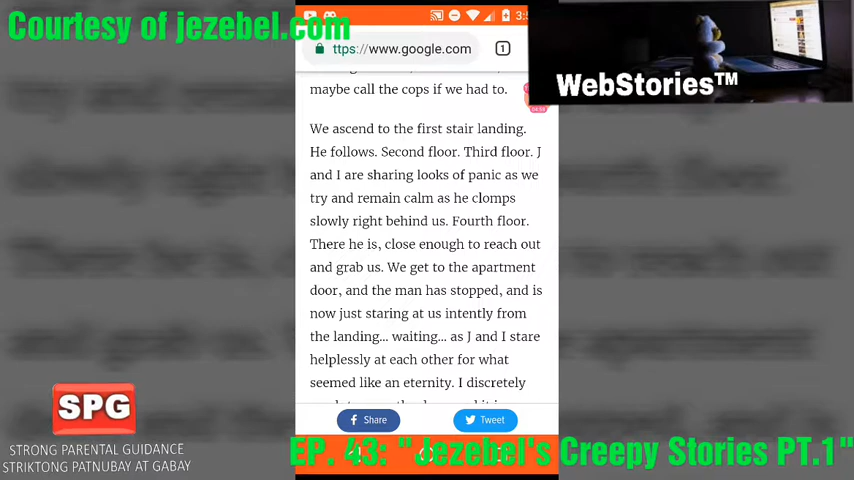 Courtesy of jezebel.com
3:5
ttps://www.google.com
1
WebStories™
maybe call the cops if we had to.
04:59
We ascend to the first stair landing.
He follows. Second floor. Third floor. J
and I are sharing looks of panic as we
try and remain calm as he clomps
slowly right behind us. Fourth floor.
There he is, close enough to reach out
and grab us. We get to the apartment
door, and the man has stopped, and is
now just staring at us intently from
the landing... waiting... as J and I stare
helplessly at each other for what
seemed like an eternity. I discretely
Share
Tweet
SPG
STRONG PARENTAL GUIDANCE
STRIKTONG PATNUBAY AT GABAY
EP. 43: "Jezebel's Creepy Stories PT.1"